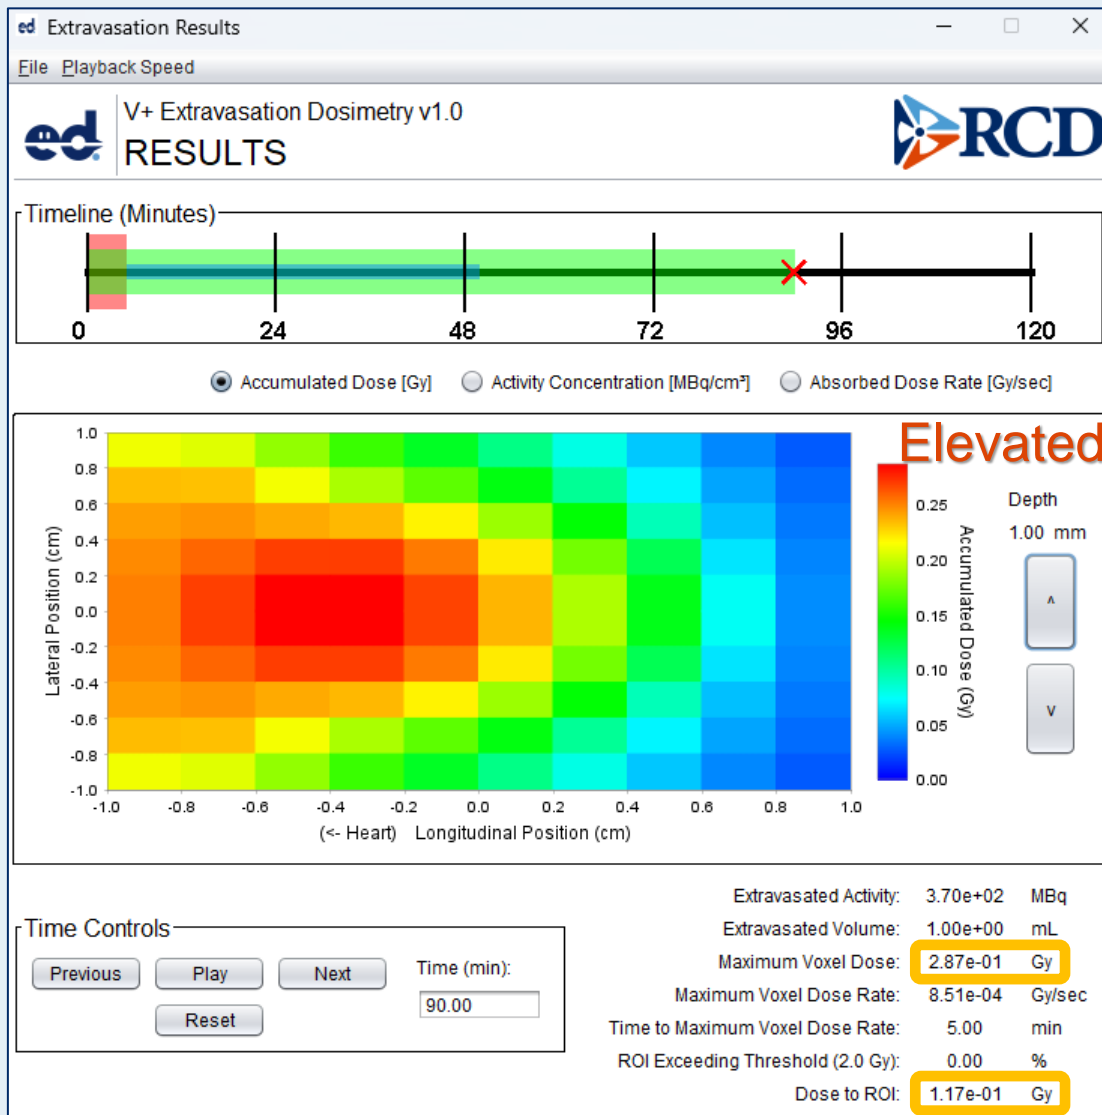 ed Extravasation Results
File Playback Speed
ed V+ Extravasation Dosimetry v1.0
RESULTS
RCD
Timeline (Minutes)
0 24 48 72 96 120
Accumulated Dose [Gy] Activity Concentration [MBq/cm³] Absorbed Dose Rate [Gy/sec]
Elevated
1.0
0.8
0.6
0.4
0.2
0.0
-0.2
-0.4
-0.6
-0.8
-1.0
Lateral Position (cm)
-1.0 -0.8 -0.6 -0.4 -0.2 0.0 0.2 0.4 0.6 0.8 1.0
(<- Heart) Longitudinal Position (cm)
0.25
0.20
0.15
0.10
0.05
0.00
Accumulated Dose (Gy)
Depth
1.00 mm
∧
∨
Time Controls
Previous Play Next
Reset
Time (min):
90.00
Extravasated Activity: 3.70e+02 MBq
Extravasated Volume: 1.00e+00 mL
Maximum Voxel Dose: 2.87e-01 Gy
Maximum Voxel Dose Rate: 8.51e-04 Gy/sec
Time to Maximum Voxel Dose Rate: 5.00 min
ROI Exceeding Threshold (2.0 Gy): 0.00 %
Dose to ROI: 1.17e-01 Gy